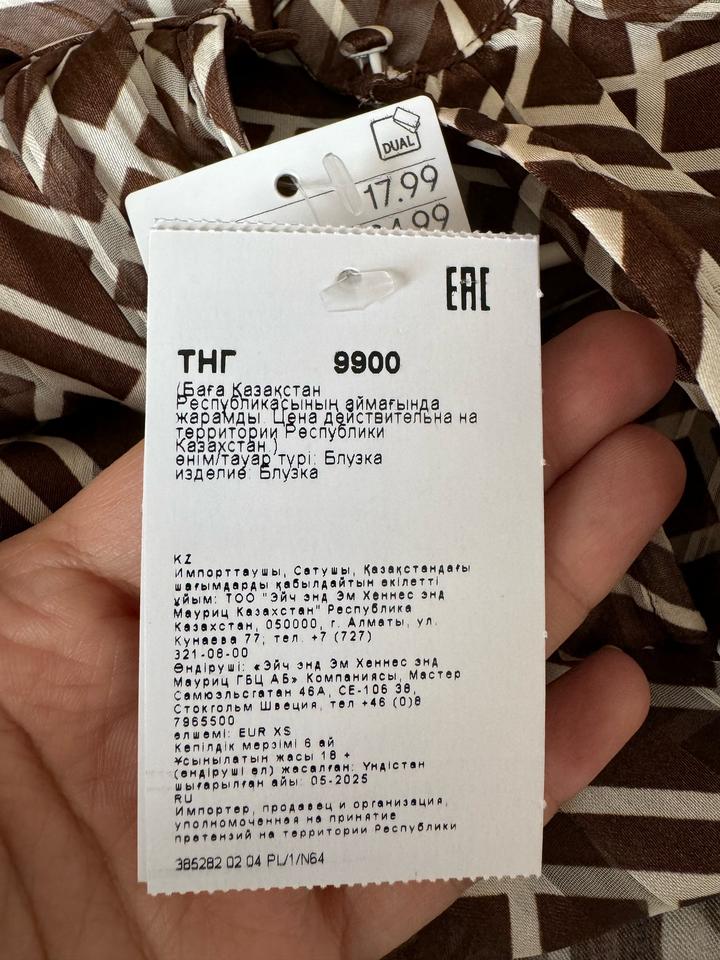 DUAL
17.99
4.99
EAC
ТНГ 9900
(Баға Қазақстан
Республикасының аймағында
жарамды. Цена действительна на
территории Республики
Казахстан.)
өнім/тауар түрі: Блузка
изделие: Блузка
KZ
Импорттаушы, Сатушы, Қазақстандағы
шағымдарды қабылдайтын өкілетті
ұйым: ТОО "Эйч энд Эм Хеннес энд
Мауриц Казахстан" Республика
Казахстан, 050000, г. Алматы, ул.
Кунаева 77; тел. +7 (727)
321-08-00
Өндіруші: «Эйч энд Эм Хеннес энд
Мауриц ГБЦ АБ» Компаниясы, Мастер
Самюэльсгатан 46А, СЕ-106 38,
Стокгольм Швеция, тел +46 (0)8
7965500
өлшемі: EUR XS
Кепілдік мерзімі 6 ай
Ұсынылатын жасы 18 +
(өндіруші ел) жасалған: Үндістан
шығарылған айы: 05-2025
RU
Импортер, продавец и организация,
уполномоченная на принятие
претензий на территории Республики
385282 02 04 PL/1/N64